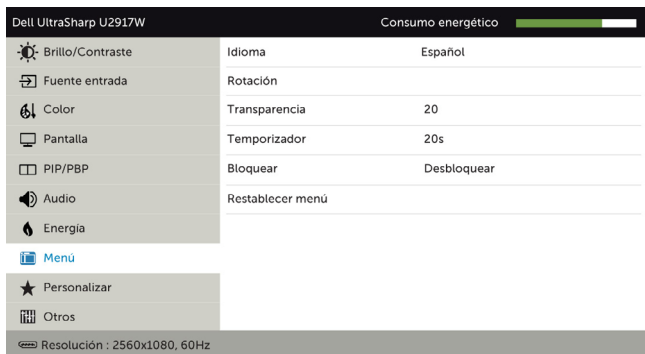 Dell UltraSharp U2917W Consumo energético
Brillo/Contraste Idioma Español
Fuente entrada Rotación
Color Transparencia 20
Pantalla Temporizador 20s
PIP/PBP Bloquear Desbloquear
Audio Restablecer menú
Energía
Menú
Personalizar
Otros
Resolución : 2560x1080, 60Hz